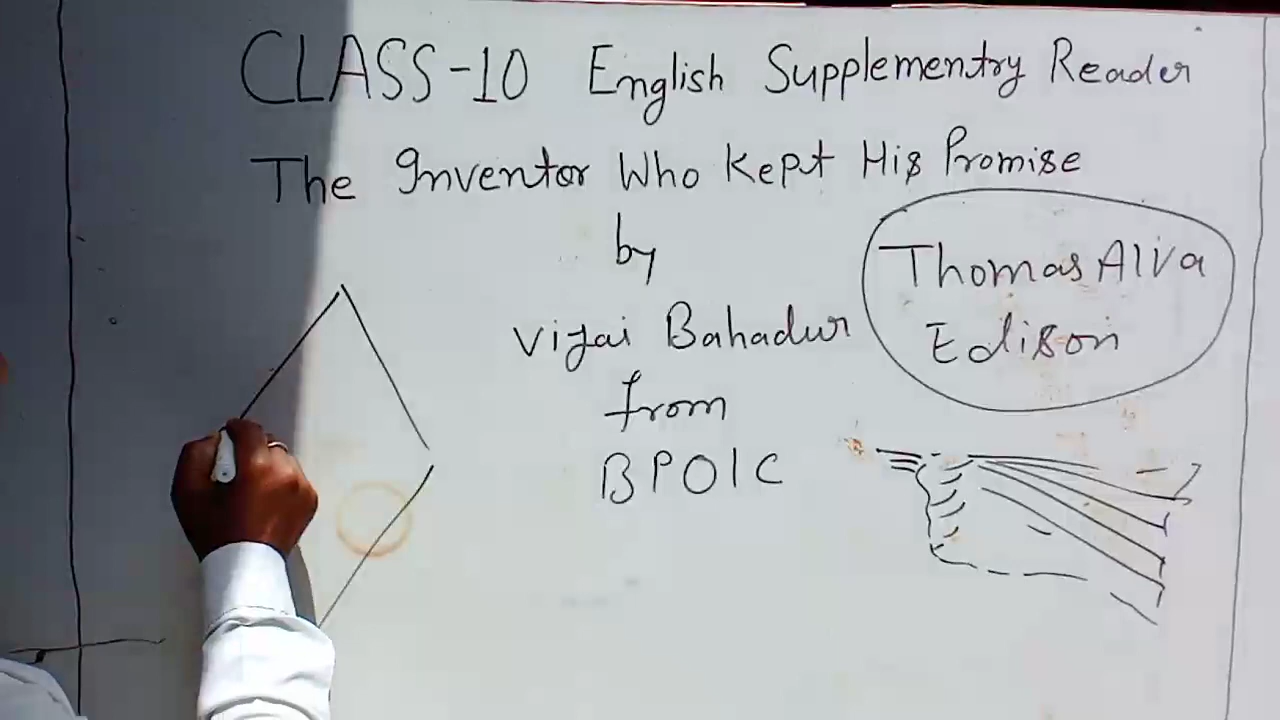 CLASS-10 English Supplementry Reader
The Inventor Who Kept His Promise
by
Thomas Alva
Edison
Vijai Bahadur
from
BPOIC